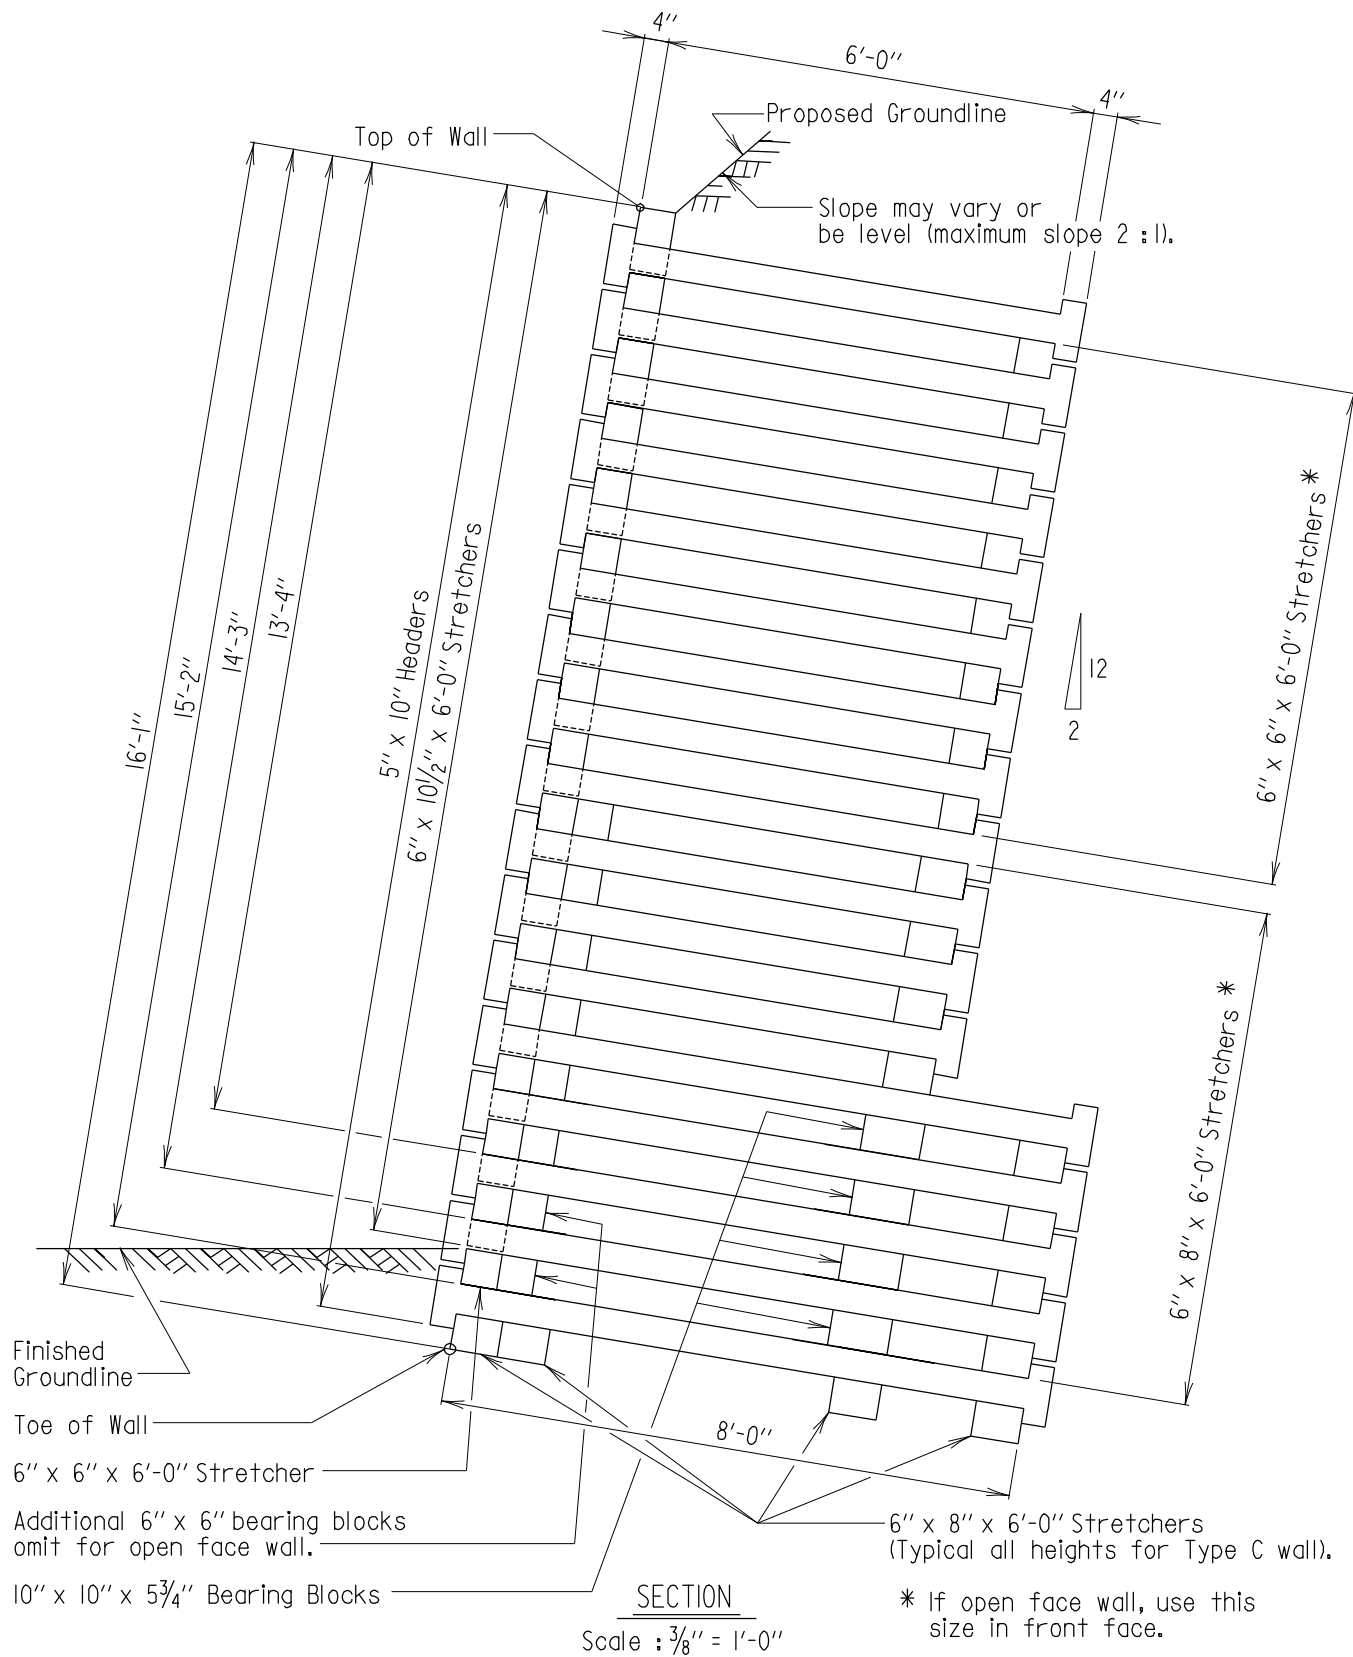 4"
6'-0"
4"
Proposed Groundline
Top of Wall
Slope may vary or
be level (maximum slope 2 : 1).
16'-1"
15'-2"
14'-3"
13'-4"
5" x 10" Headers
6" x 10 1/2" x 6'-0" Stretchers
6" x 6" x 6'-0" Stretchers *
12
2
6" x 8" x 6'-0" Stretchers *
Finished
Groundline
Toe of Wall
8'-0"
6" x 6" x 6'-0" Stretcher
Additional 6" x 6" bearing blocks
omit for open face wall.
10" x 10" x 5 3/4" Bearing Blocks
6" x 8" x 6'-0" Stretchers
(Typical all heights for Type C wall).
* If open face wall, use this
size in front face.
SECTION
Scale : 3/8" = 1'-0"